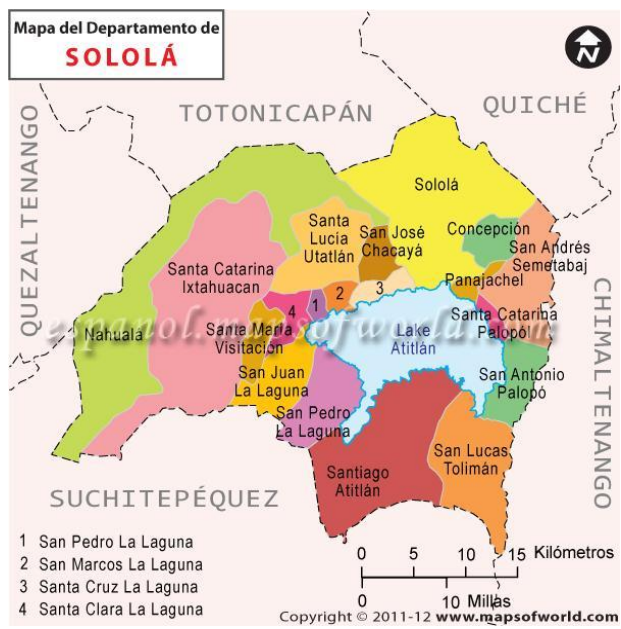 Mapa del Departamento de
SOLOLÁ
N
TOTONICAPÁN
QUICHÉ
QUEZALTENANGO
Sololá
Santa
Lucía
Utatlán
San José
Chacayá
Concepción
San Andrés
Semetabaj
Santa Catarina
Ixtahuacan
Panajachel
3
2
1
4
Santa Catarina
Palopó
CHIMALTENANGO
Nahualá
Santa María
Visitación
Lake
Atitlán
español.mapsofworld.com
San Juan
La Laguna
San Antonio
Palopó
San Pedro
La Laguna
Santiago
Atitlán
San Lucas
Tolimán
SUCHITEPÉQUEZ
1 San Pedro La Laguna
2 San Marcos La Laguna
3 Santa Cruz La Laguna
4 Santa Clara La Laguna
0 5 10 15 Kilómetros
0 10 Millas
Copyright © 2011-12 www.mapsofworld.com